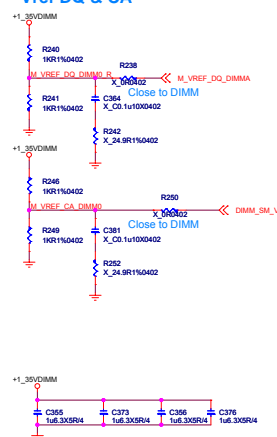 Vref DQ & CA
+1_35VDIMM
R240
1KR1%0402
R238
M_VREF_DQ_DIMM0_R
X_0R0402
M_VREF_DQ_DIMMA
Close to DIMM
R241
1KR1%0402
C364
X_C0.1u10X0402
R242
X_24.9R1%0402
+1_35VDIMM
R246
1KR1%0402
R250
M_VREF_CA_DIMM0
X_0R0402
DIMM_SM_V
Close to DIMM
R249
1KR1%0402
C381
X_C0.1u10X0402
R252
X_24.9R1%0402
+1_35VDIMM
C355
1u6.3X5R/4
C373
1u6.3X5R/4
C356
1u6.3X5R/4
C376
1u6.3X5R/4